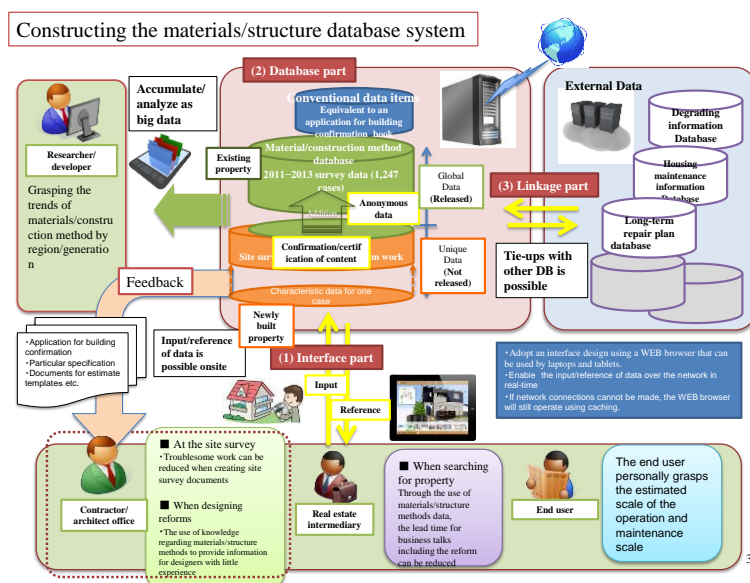 Constructing the materials/structure database system
(2) Database part
Accumulate/
analyze as
big data
Researcher/
developer
Grasping the
trends of
materials/constru
ction method by
region/generatio
n
Conventional data items
Equivalent to an
application for building
confirmation book
Material/construction method
database
2011–2013 survey data (1,247
cases)
Existing
property
Addition
Anonymous
data
Global
Data
(Released)
Confirmation/certif
ication of content
Site surv
m work
Unique
Data
(Not
released)
Characteristic data for one
case
Newly
built
property
External Data
Degrading
information
Database
Housing
maintenance
information
Database
Long-term
repair plan
database
(3) Linkage part
Tie-ups with
other DB is
possible
Feedback
・Application for building
confirmation
・Particular specification
・Documents for estimate
templates etc.
Input/reference
of data is
possible onsite
(1) Interface part
Input
Reference
・Adopt an interface design using a WEB browser that can
be used by laptops and tablets.
・Enable the input/reference of data over the network in
real-time
・If network connections cannot be made, the WEB browser
will still operate using caching.
Contractor/
architect office
■ At the site survey
・Troublesome work can be
reduced when creating site
survey documents
■ When designing
reforms
・The use of knowledge
regarding materials/structure
methods to provide information
for designers with little
experience
Real estate
intermediary
■ When searching
for property
Through the use of
materials/structure
methods data,
the lead time for
business talks
including the reform
can be reduced
End user
The end user
personally grasps
the estimated
scale of the
operation and
maintenance
scale
3